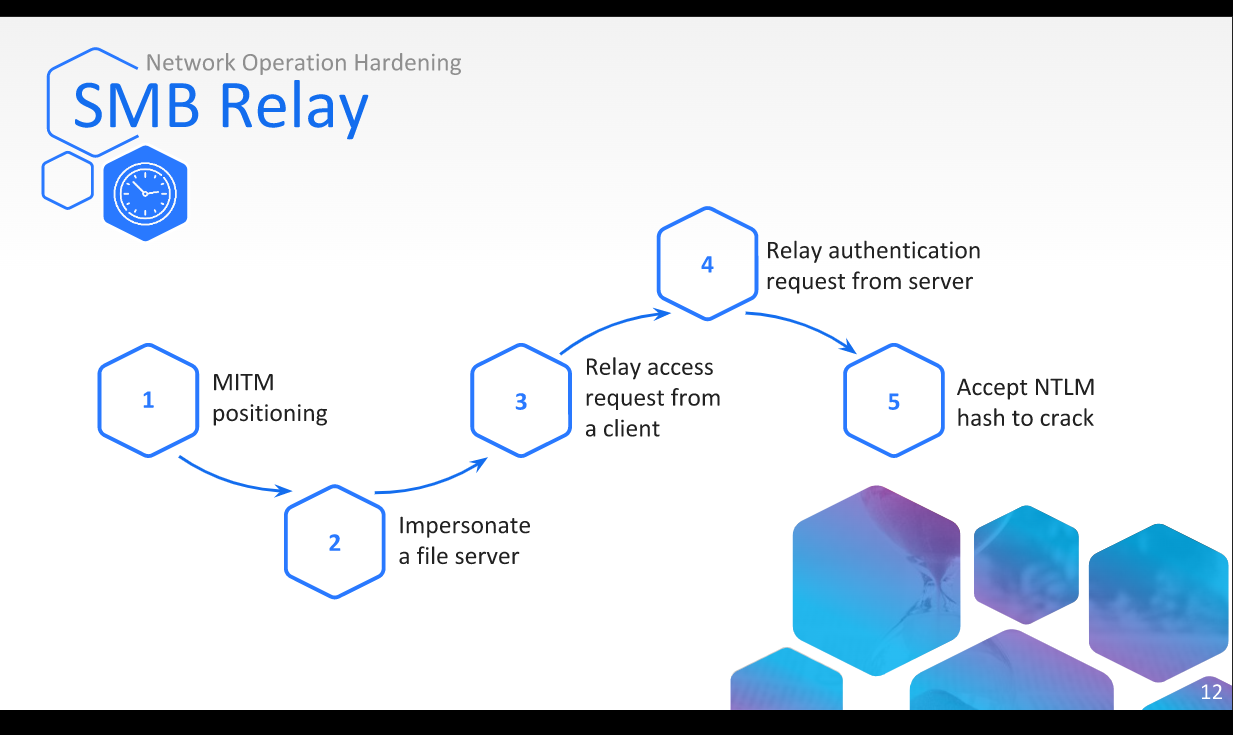 Network Operation Hardening
SMB Relay
1
MITM
positioning
2
Impersonate
a file server
3
Relay access
request from
a client
4
Relay authentication
request from server
5
Accept NTLM
hash to crack
12